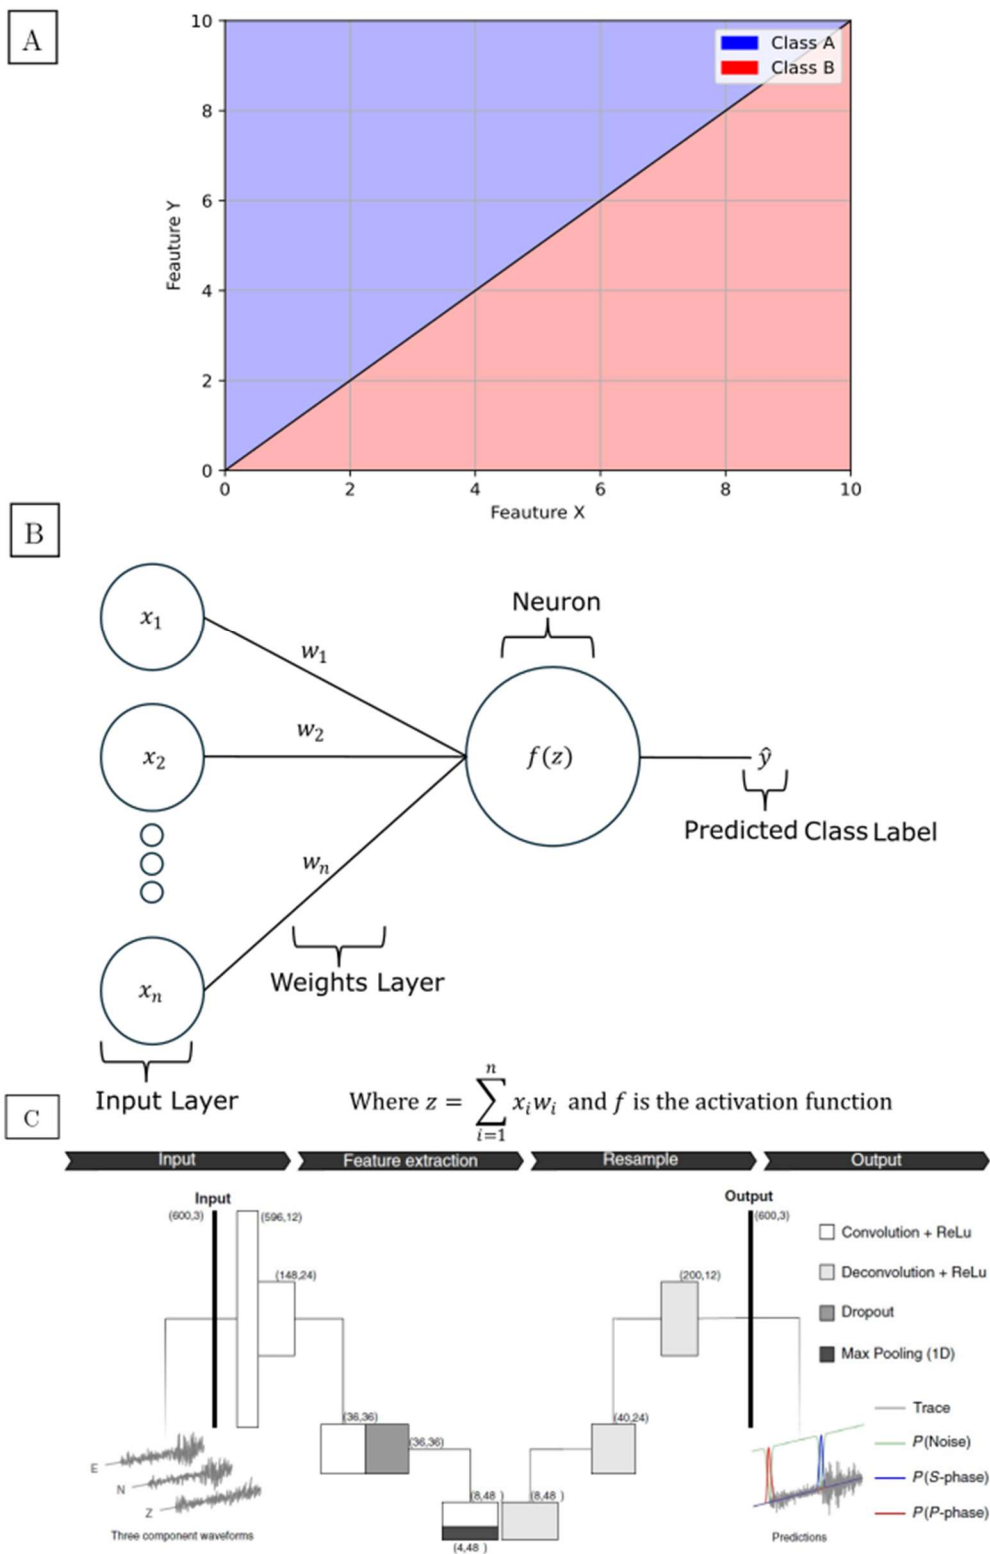 A
10
8
6
4
2
0
Feauture Y
Class A
Class B
0 2 4 6 8 10
Feauture X
B
x₁
x₂
xₙ
w₁
w₂
wₙ
Neuron
f(z)
ŷ
Predicted Class Label
Weights Layer
Input Layer
Where z = ∑ⁿᵢ₌₁ xᵢwᵢ and f is the activation function
C
Input Feature extraction Resample Output
Input
(600,3)
(596,12)
(148,24)
(36,36)
(36,36)
(8,48 )
(4,48 )
(8,48 )
(40,24)
(200,12)
Output
(600,3)
Convolution + ReLu
Deconvolution + ReLu
Dropout
Max Pooling (1D)
Trace
P(Noise)
P(S-phase)
P(P-phase)
E
N
Z
Three component waveforms
Predictions